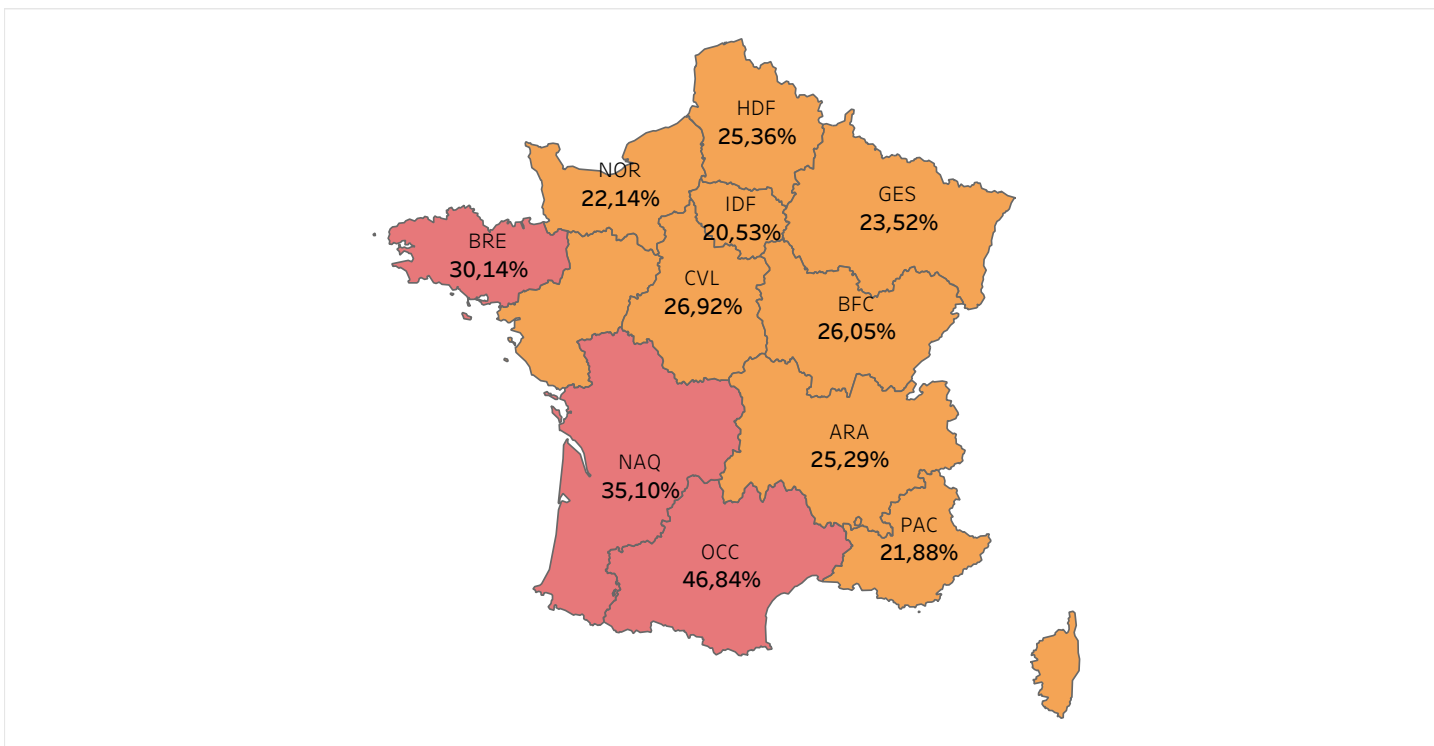 HDF
25,36%
NOR
22,14%
IDF
20,53%
GES
23,52%
BRE
30,14%
CVL
26,92%
BFC
26,05%
ARA
25,29%
NAQ
35,10%
PAC
21,88%
OCC
46,84%